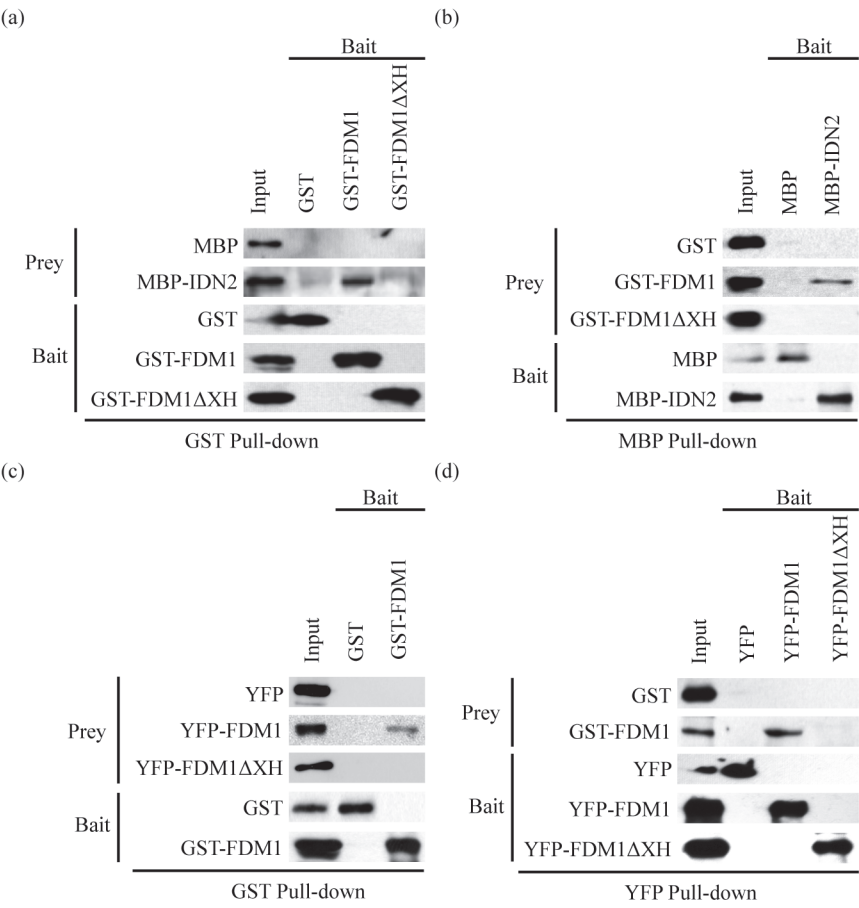 (a)
Bait
Input
GST
GST-FDM1
GST-FDM1ΔXH
Prey
MBP
MBP-IDN2
Bait
GST
GST-FDM1
GST-FDM1ΔXH
GST Pull-down
(b)
Bait
Input
MBP
MBP-IDN2
Prey
GST
GST-FDM1
GST-FDM1ΔXH
Bait
MBP
MBP-IDN2
MBP Pull-down
(c)
Bait
Input
GST
GST-FDM1
Prey
YFP
YFP-FDM1
YFP-FDM1ΔXH
Bait
GST
GST-FDM1
GST Pull-down
(d)
Bait
Input
YFP
YFP-FDM1
YFP-FDM1ΔXH
Prey
GST
GST-FDM1
Bait
YFP
YFP-FDM1
YFP-FDM1ΔXH
YFP Pull-down